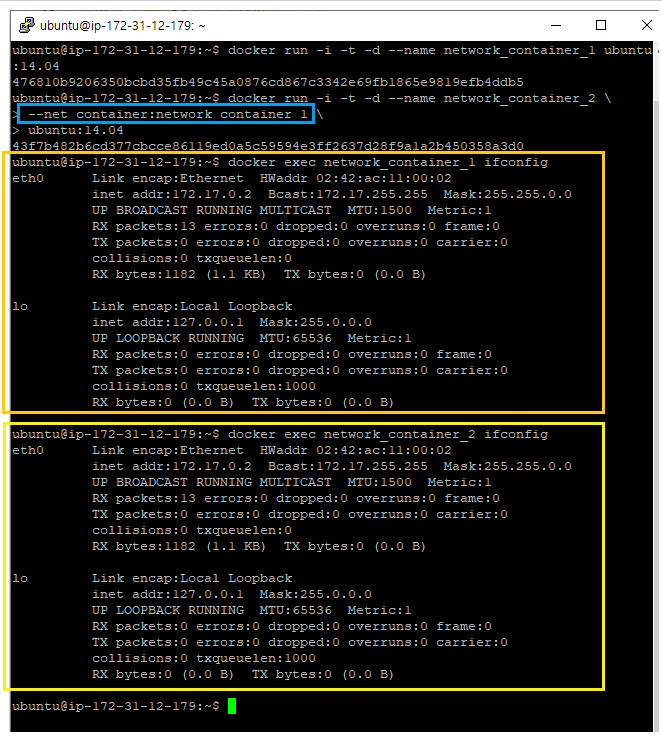 ubuntu@ip-172-31-12-179: ~
ubuntu@ip-172-31-12-179:~$ docker run -i -t -d --name network_container_1 ubuntu
:14.04
476810b9206350bcbd35fb49c45a0876cd867c3342e69fb1865e9819efb4ddb5
ubuntu@ip-172-31-12-179:~$ docker run -i -t -d --name network_container_2 \
> --net container:network_container_1 \
> ubuntu:14.04
43f7b482b6cd377cbcce86119ed0a5c59594e3ff2637d28f9a1a2b450358a3d0
ubuntu@ip-172-31-12-179:~$ docker exec network_container_1 ifconfig
eth0      Link encap:Ethernet  HWaddr 02:42:ac:11:00:02
          inet addr:172.17.0.2  Bcast:172.17.255.255  Mask:255.255.0.0
          UP BROADCAST RUNNING MULTICAST  MTU:1500  Metric:1
          RX packets:13 errors:0 dropped:0 overruns:0 frame:0
          TX packets:0 errors:0 dropped:0 overruns:0 carrier:0
          collisions:0 txqueuelen:0
          RX bytes:1182 (1.1 KB)  TX bytes:0 (0.0 B)
lo        Link encap:Local Loopback
          inet addr:127.0.0.1  Mask:255.0.0.0
          UP LOOPBACK RUNNING  MTU:65536  Metric:1
          RX packets:0 errors:0 dropped:0 overruns:0 frame:0
          TX packets:0 errors:0 dropped:0 overruns:0 carrier:0
          collisions:0 txqueuelen:1000
          RX bytes:0 (0.0 B)  TX bytes:0 (0.0 B)
ubuntu@ip-172-31-12-179:~$ docker exec network_container_2 ifconfig
eth0      Link encap:Ethernet  HWaddr 02:42:ac:11:00:02
          inet addr:172.17.0.2  Bcast:172.17.255.255  Mask:255.255.0.0
          UP BROADCAST RUNNING MULTICAST  MTU:1500  Metric:1
          RX packets:13 errors:0 dropped:0 overruns:0 frame:0
          TX packets:0 errors:0 dropped:0 overruns:0 carrier:0
          collisions:0 txqueuelen:0
          RX bytes:1182 (1.1 KB)  TX bytes:0 (0.0 B)
lo        Link encap:Local Loopback
          inet addr:127.0.0.1  Mask:255.0.0.0
          UP LOOPBACK RUNNING  MTU:65536  Metric:1
          RX packets:0 errors:0 dropped:0 overruns:0 frame:0
          TX packets:0 errors:0 dropped:0 overruns:0 carrier:0
          collisions:0 txqueuelen:1000
          RX bytes:0 (0.0 B)  TX bytes:0 (0.0 B)
ubuntu@ip-172-31-12-179:~$